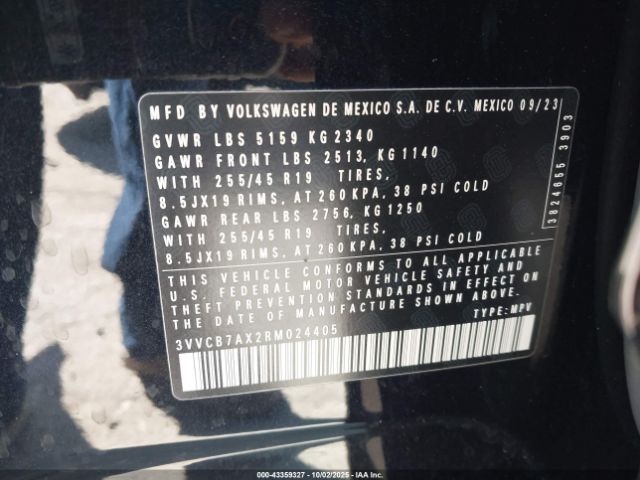 MFD BY VOLKSWAGEN DE MEXICO S.A. DE C.V. MEXICO 09/23
GVWR LBS 5159 KG 2340
GAWR FRONT LBS 2513, KG 1140
WITH 255/45 R19 TIRES,
8.5JX19 RIMS, AT 260 KPA, 38 PSI COLD
GAWR REAR LBS 2756, KG 1250
WITH 255/45 R19 TIRES,
8.5JX19 RIMS, AT 260 KPA, 38 PSI COLD
THIS VEHICLE CONFORMS TO ALL APPLICABLE
U.S. FEDERAL MOTOR VEHICLE SAFETY AND
THEFT PREVENTION STANDARDS IN EFFECT ON
THE DATE OF MANUFACTURE SHOWN ABOVE.
TYPE: MPV
3VVCB7AX2RM024405
3824655 3903
000-43359327 - 10/02/2025 - IAA Inc.